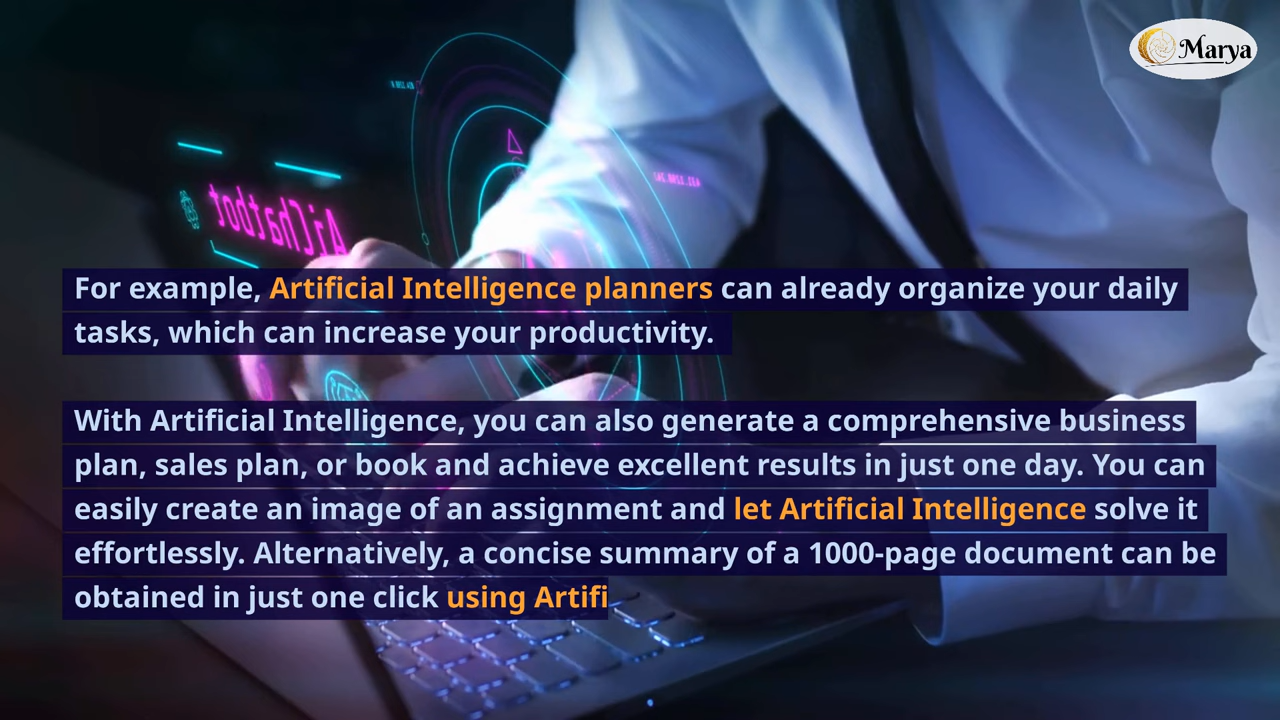 Marya
AiChatbot
For example, Artificial Intelligence planners can already organize your daily
tasks, which can increase your productivity.
With Artificial Intelligence, you can also generate a comprehensive business
plan, sales plan, or book and achieve excellent results in just one day. You can
easily create an image of an assignment and let Artificial Intelligence solve it
effortlessly. Alternatively, a concise summary of a 1000-page document can be
obtained in just one click using Artifi